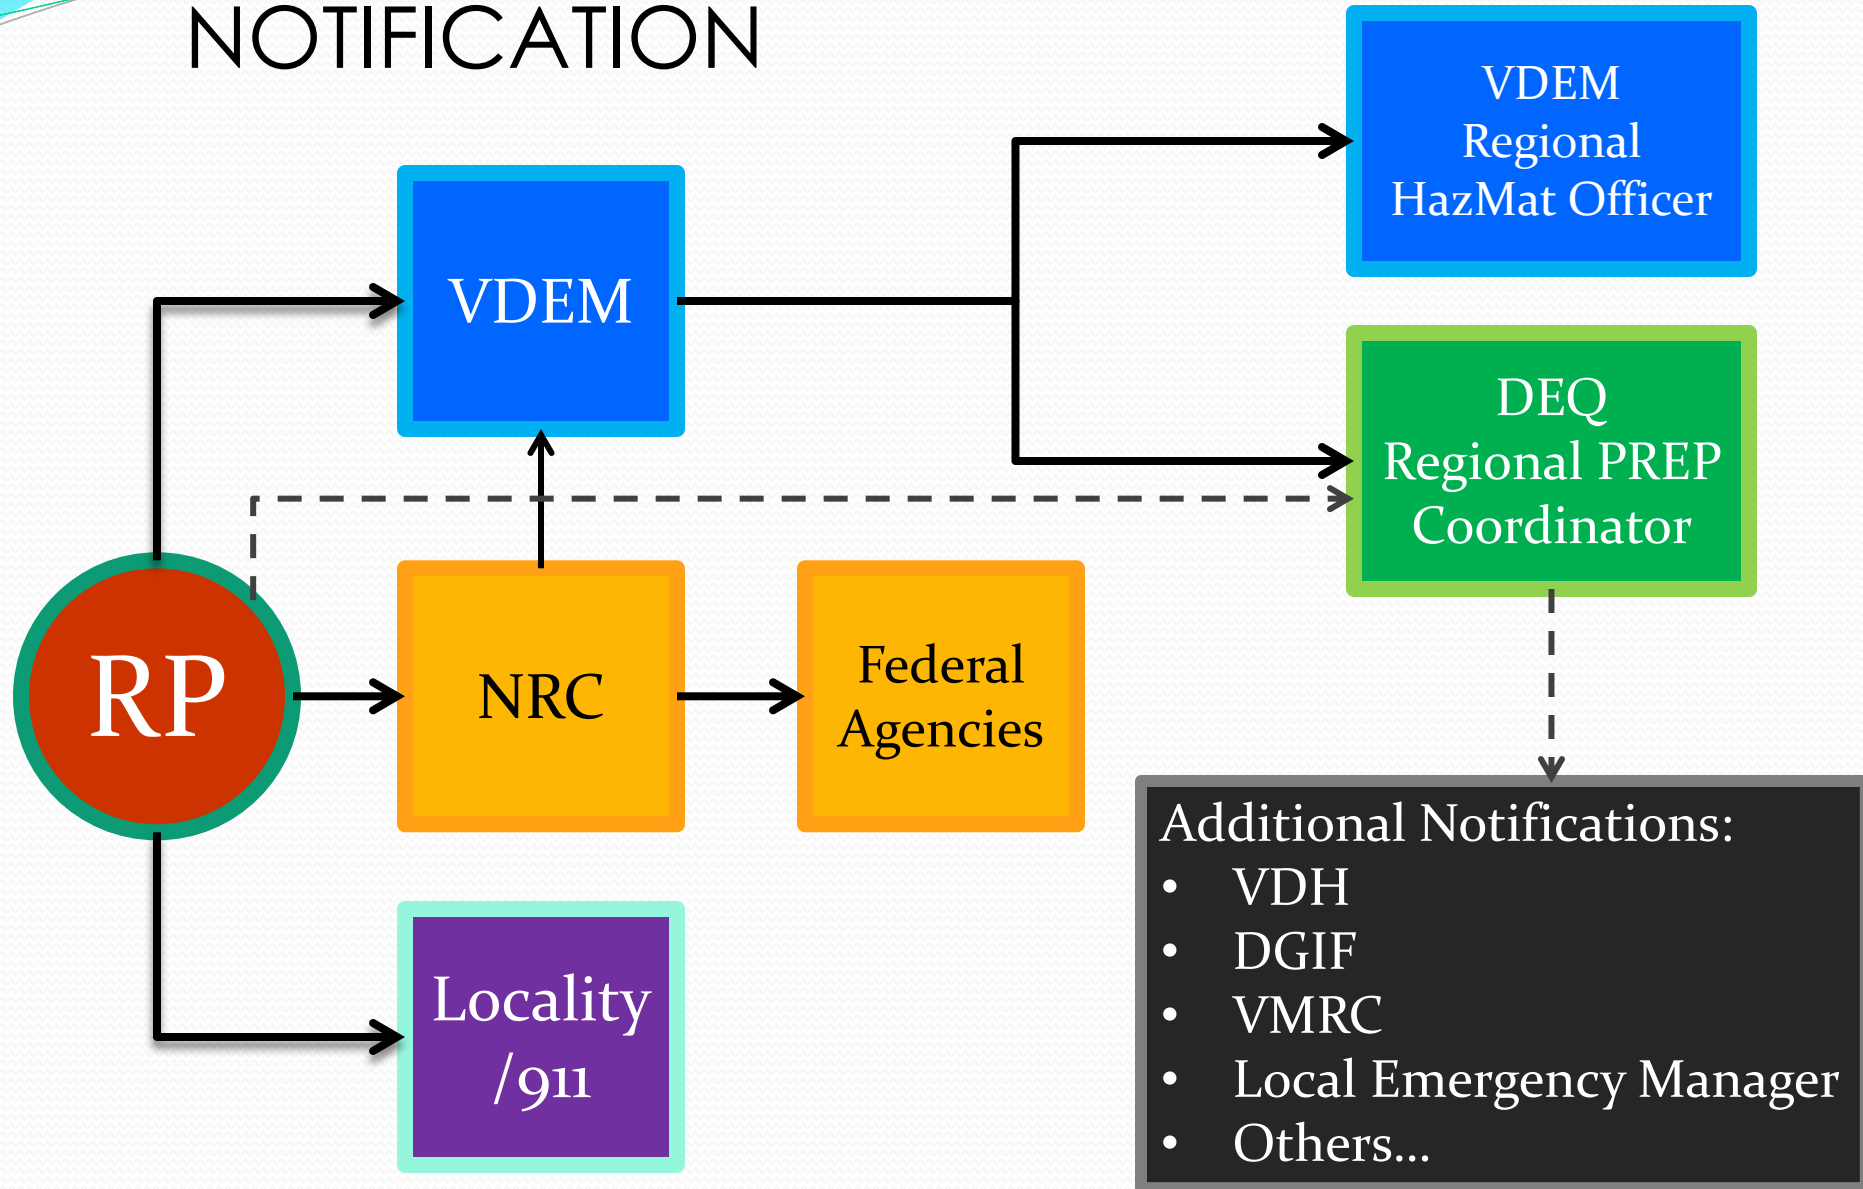 NOTIFICATION
VDEM
Regional
HazMat Officer
VDEM
DEQ
Regional PREP
Coordinator
RP
NRC
Federal
Agencies
Locality
/911
Additional Notifications:
• VDH
• DGIF
• VMRC
• Local Emergency Manager
• Others...